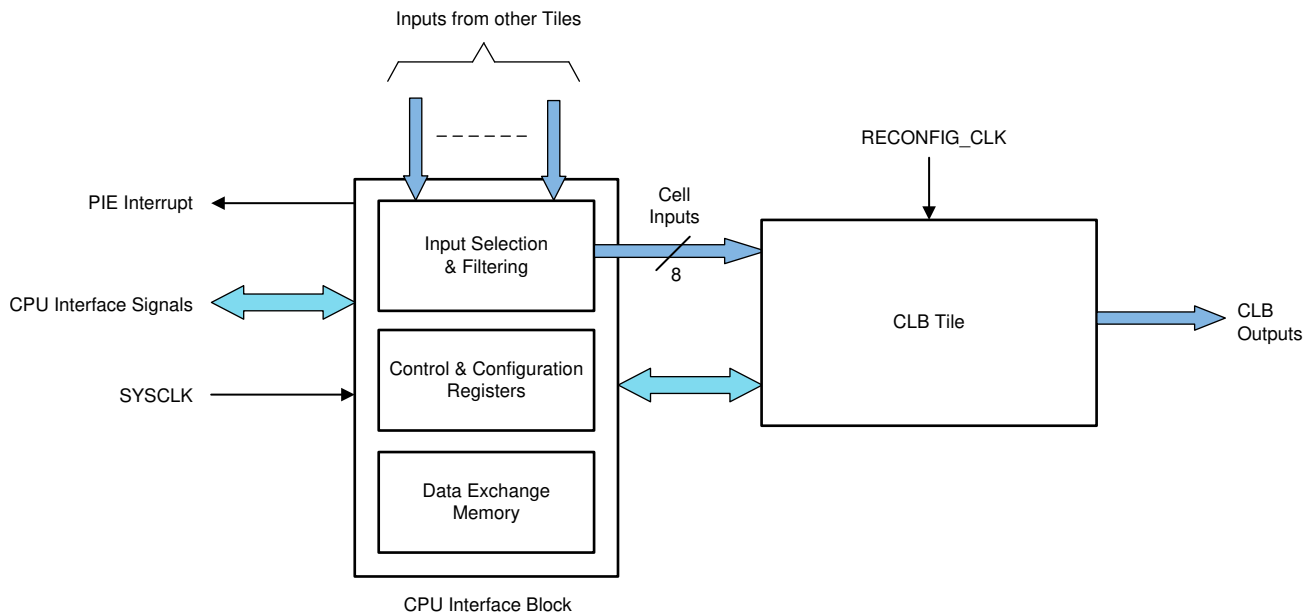 Inputs from other Tiles
RECONFIG_CLK
PIE Interrupt
Cell
Inputs
8
Input Selection
& Filtering
CPU Interface Signals
CLB Tile
CLB
Outputs
Control & Configuration
Registers
SYSCLK
Data Exchange
Memory
CPU Interface Block